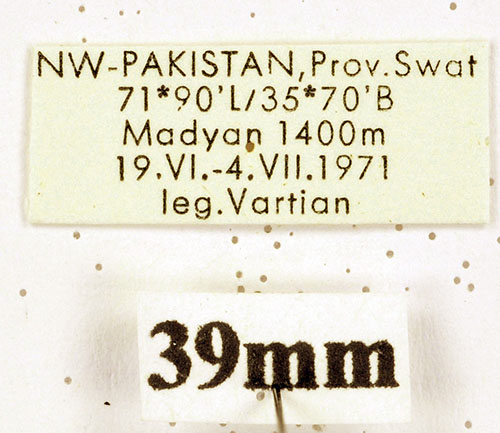 NW-PAKISTAN,Prov.Swat
71*90'L/35*70'B
Madyan 1400m
19.VI.-4.VII.1971
leg.Vartian
39mm